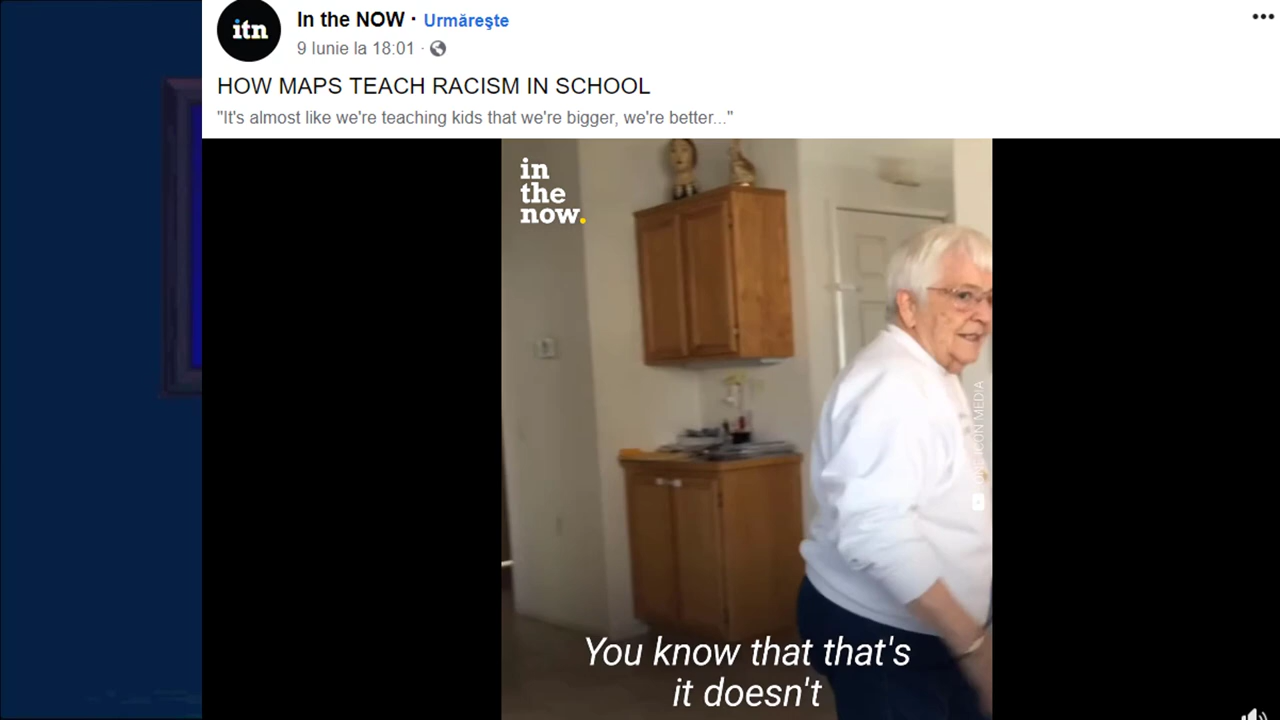 itn
In the NOW · Urmăreşte
9 Iunie la 18:01 ·
HOW MAPS TEACH RACISM IN SCHOOL
"It's almost like we're teaching kids that we're bigger, we're better..."
in
the
now.
MEDIA
You know that that's
it doesn't